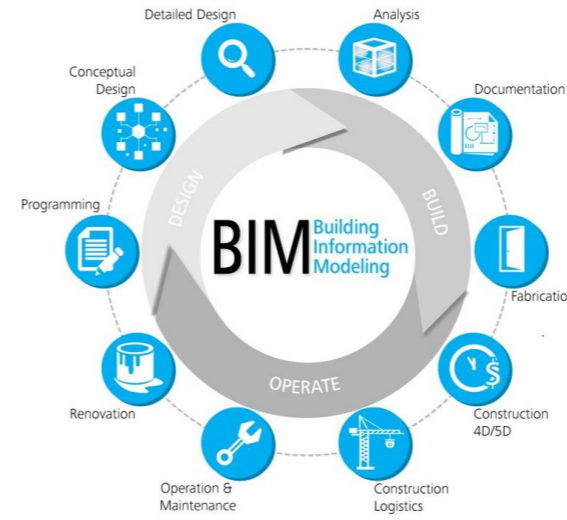 Detailed Design
Analysis
Conceptual
Design
Documentation
Programming
DESIGN
BUILD
BIM
Building
Information
Modeling
Fabricatio
Renovation
OPERATE
Construction
4D/5D
Operation &
Maintenance
Construction
Logistics